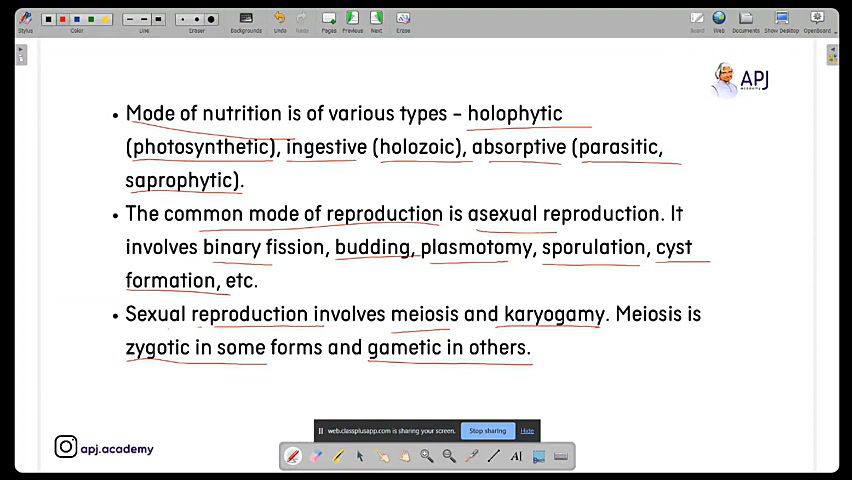 Stylus
Color
Line
Eraser
Backgrounds
Undo
Redo
Pages
Previous
Next
Erase
Board
Web
Documents
Show Desktop
OpenBoard
APJ
academy
• Mode of nutrition is of various types - holophytic
(photosynthetic), ingestive (holozoic), absorptive (parasitic,
saprophytic).
• The common mode of reproduction is asexual reproduction. It
involves binary fission, budding, plasmotomy, sporulation, cyst
formation, etc.
• Sexual reproduction involves meiosis and karyogamy. Meiosis is
zygotic in some forms and gametic in others.
apj.academy
web.classplusapp.com is sharing your screen.
Stop sharing
Hide